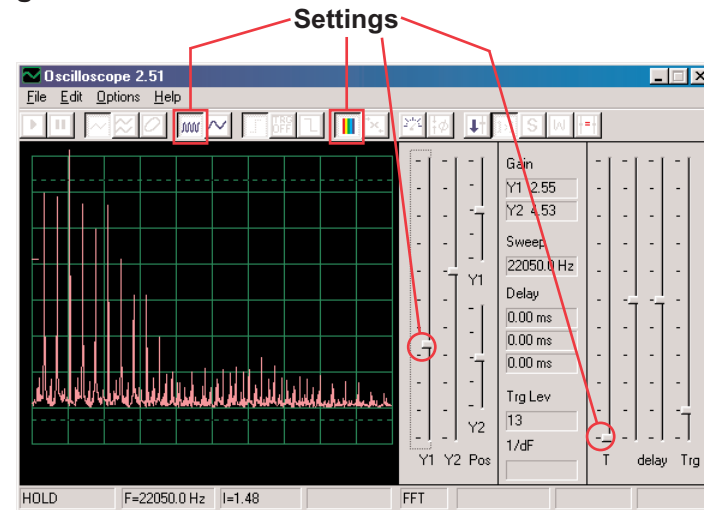 Settings
Oscilloscope 2.51
File Edit Options Help
TRG
OFF
S W
Gain
Y1 2.55
Y2 4.53
Sweep
22050.0 Hz
Y1
Delay
0.00 ms
0.00 ms
0.00 ms
Trg Lev
13
Y2
1/dF
Y1 Y2 Pos T delay Trg
HOLD F=22050.0 Hz I=1.48 FFT